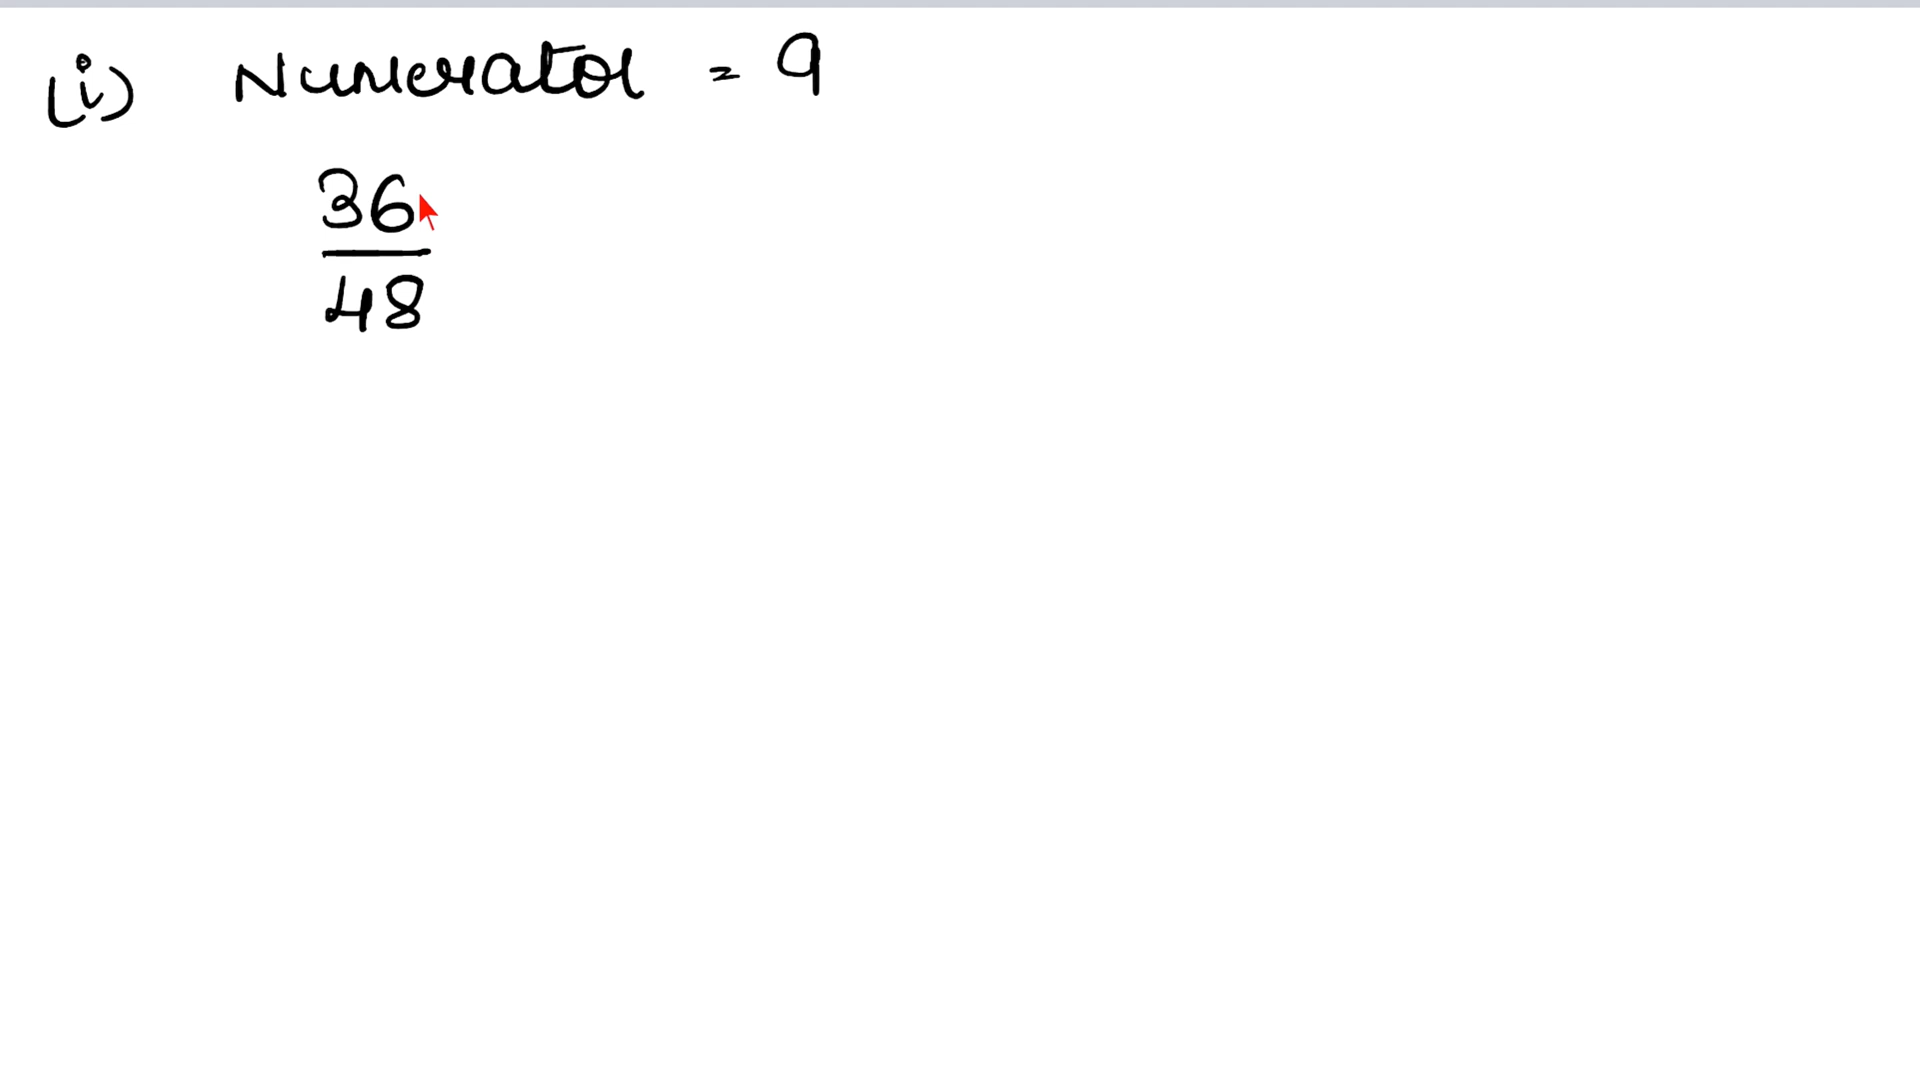 (i) Numerator = 9
36
48